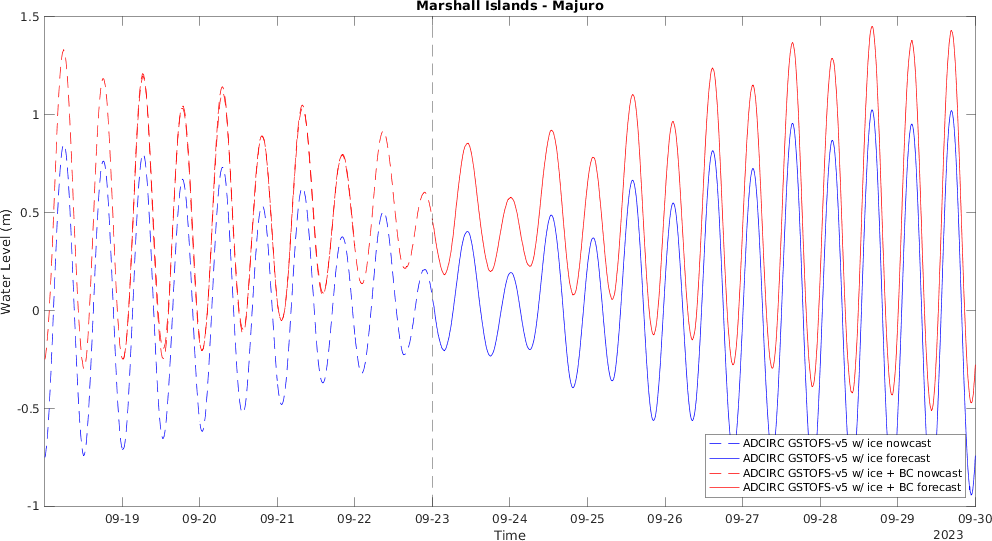 Marshall Islands - Majuro
1.5
1
0.5
0
-0.5
-1
Water Level (m)
09-19 09-20 09-21 09-22 09-23 09-24 09-25 09-26 09-27 09-28 09-29 09-30
Time
2023
ADCIRC GSTOFS-v5 w/ ice nowcast
ADCIRC GSTOFS-v5 w/ ice forecast
ADCIRC GSTOFS-v5 w/ ice + BC nowcast
ADCIRC GSTOFS-v5 w/ ice + BC forecast